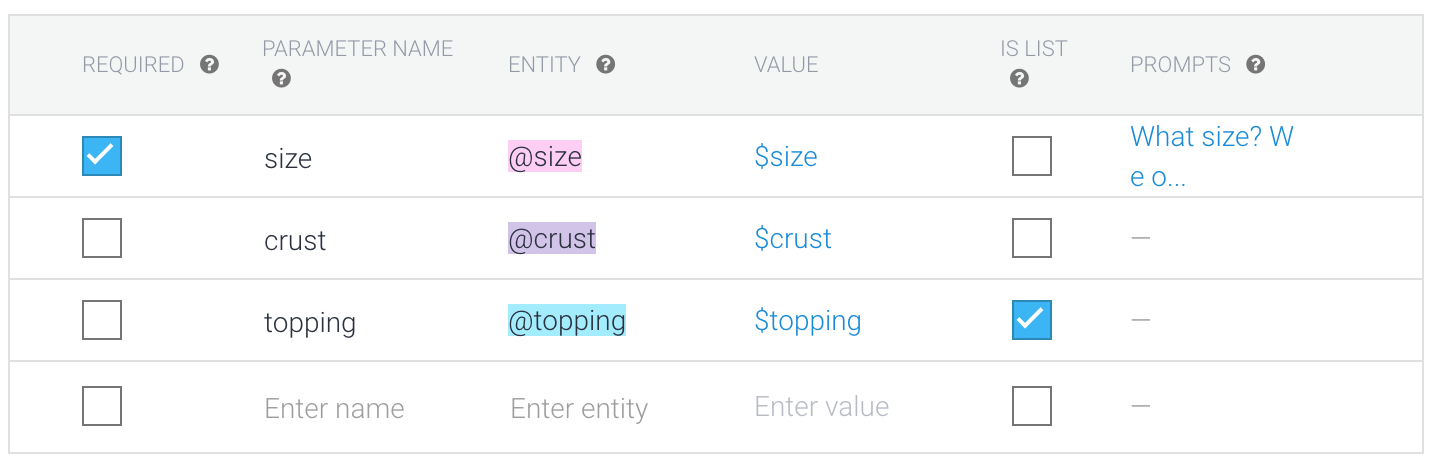 REQUIRED ? PARAMETER NAME ? ENTITY ? VALUE IS LIST ? PROMPTS ?
size @size $size What size? W
e o...
crust @crust $crust —
topping @topping $topping —
Enter name Enter entity Enter value —